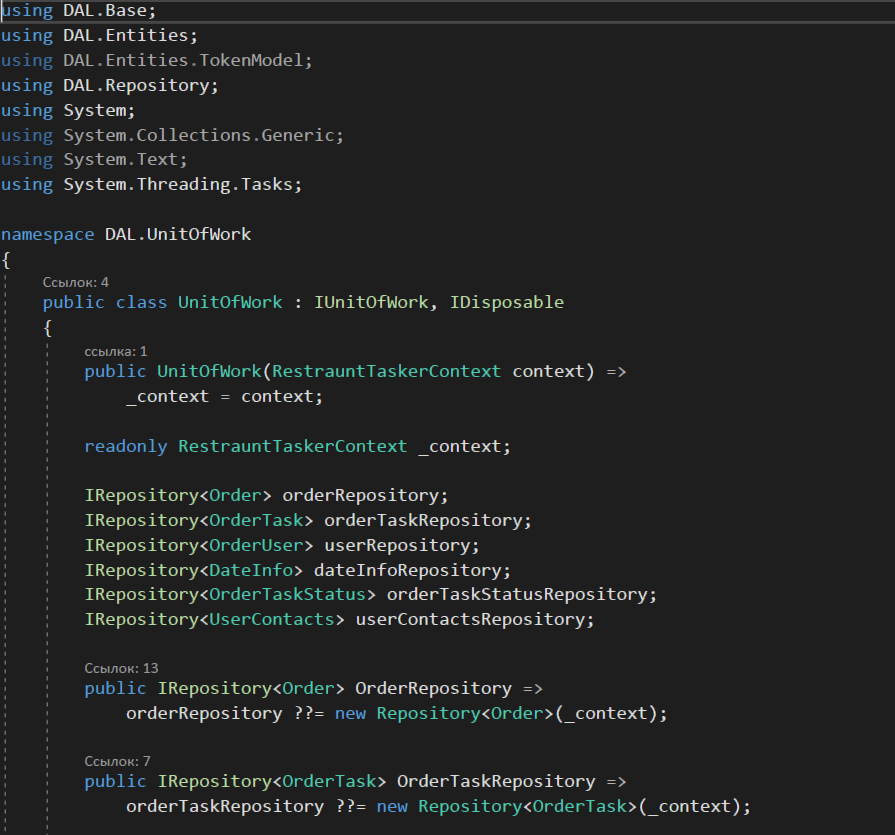 using DAL.Base;
using DAL.Entities;
using DAL.Entities.TokenModel;
using DAL.Repository;
using System;
using System.Collections.Generic;
using System.Text;
using System.Threading.Tasks;
namespace DAL.UnitOfWork
{
Ссылок: 4
public class UnitOfWork : IUnitOfWork, IDisposable
{
ссылка: 1
public UnitOfWork(RestrauntTaskerContext context) =>
_context = context;
readonly RestrauntTaskerContext _context;
IRepository<Order> orderRepository;
IRepository<OrderTask> orderTaskRepository;
IRepository<OrderUser> userRepository;
IRepository<DateInfo> dateInfoRepository;
IRepository<OrderTaskStatus> orderTaskStatusRepository;
IRepository<UserContacts> userContactsRepository;
Ссылок: 13
public IRepository<Order> OrderRepository =>
orderRepository ??= new Repository<Order>(_context);
Ссылок: 7
public IRepository<OrderTask> OrderTaskRepository =>
orderTaskRepository ??= new Repository<OrderTask>(_context);